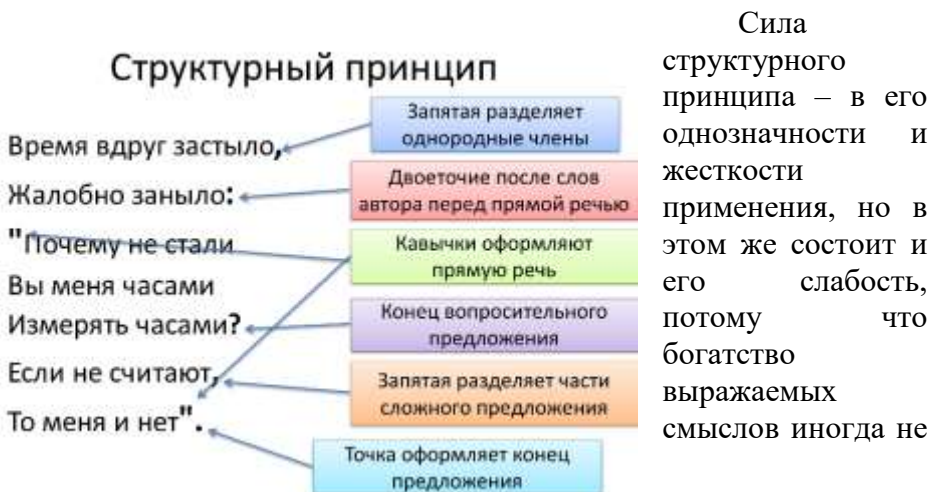 Структурный принцип
Время вдруг застыло,
Жалобно заныло:
"Почему не стали
Вы меня часами
Измерять часами?
Если не считают,
То меня и нет".
Запятая разделяет
однородные члены
Двоеточие после слов
автора перед прямой речью
Кавычки оформляют
прямую речь
Конец вопросительного
предложения
Запятая разделяет части
сложного предложения
Точка оформляет конец
предложения
Сила
структурного
принципа – в его
однозначности и
жесткости
применения, но в
этом же состоит и
его слабость,
потому что
богатство
выражаемых
смыслов иногда не